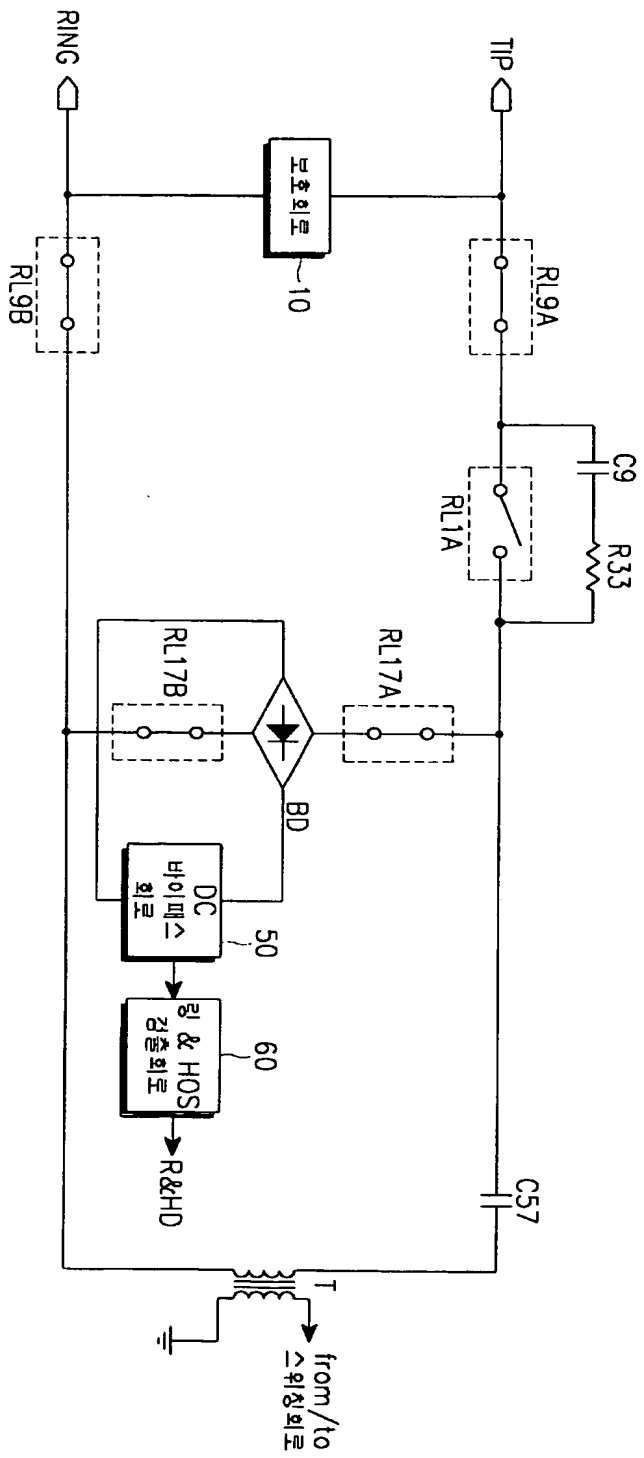 TIP
RING
보호회로
10
RL9A
RL9B
C9
R33
RL1A
RL17A
RL17B
BD
DC
바이패스
회로
50
링 & HOS
검출회로
60
R&HD
C57
T
from/to
스위칭회로